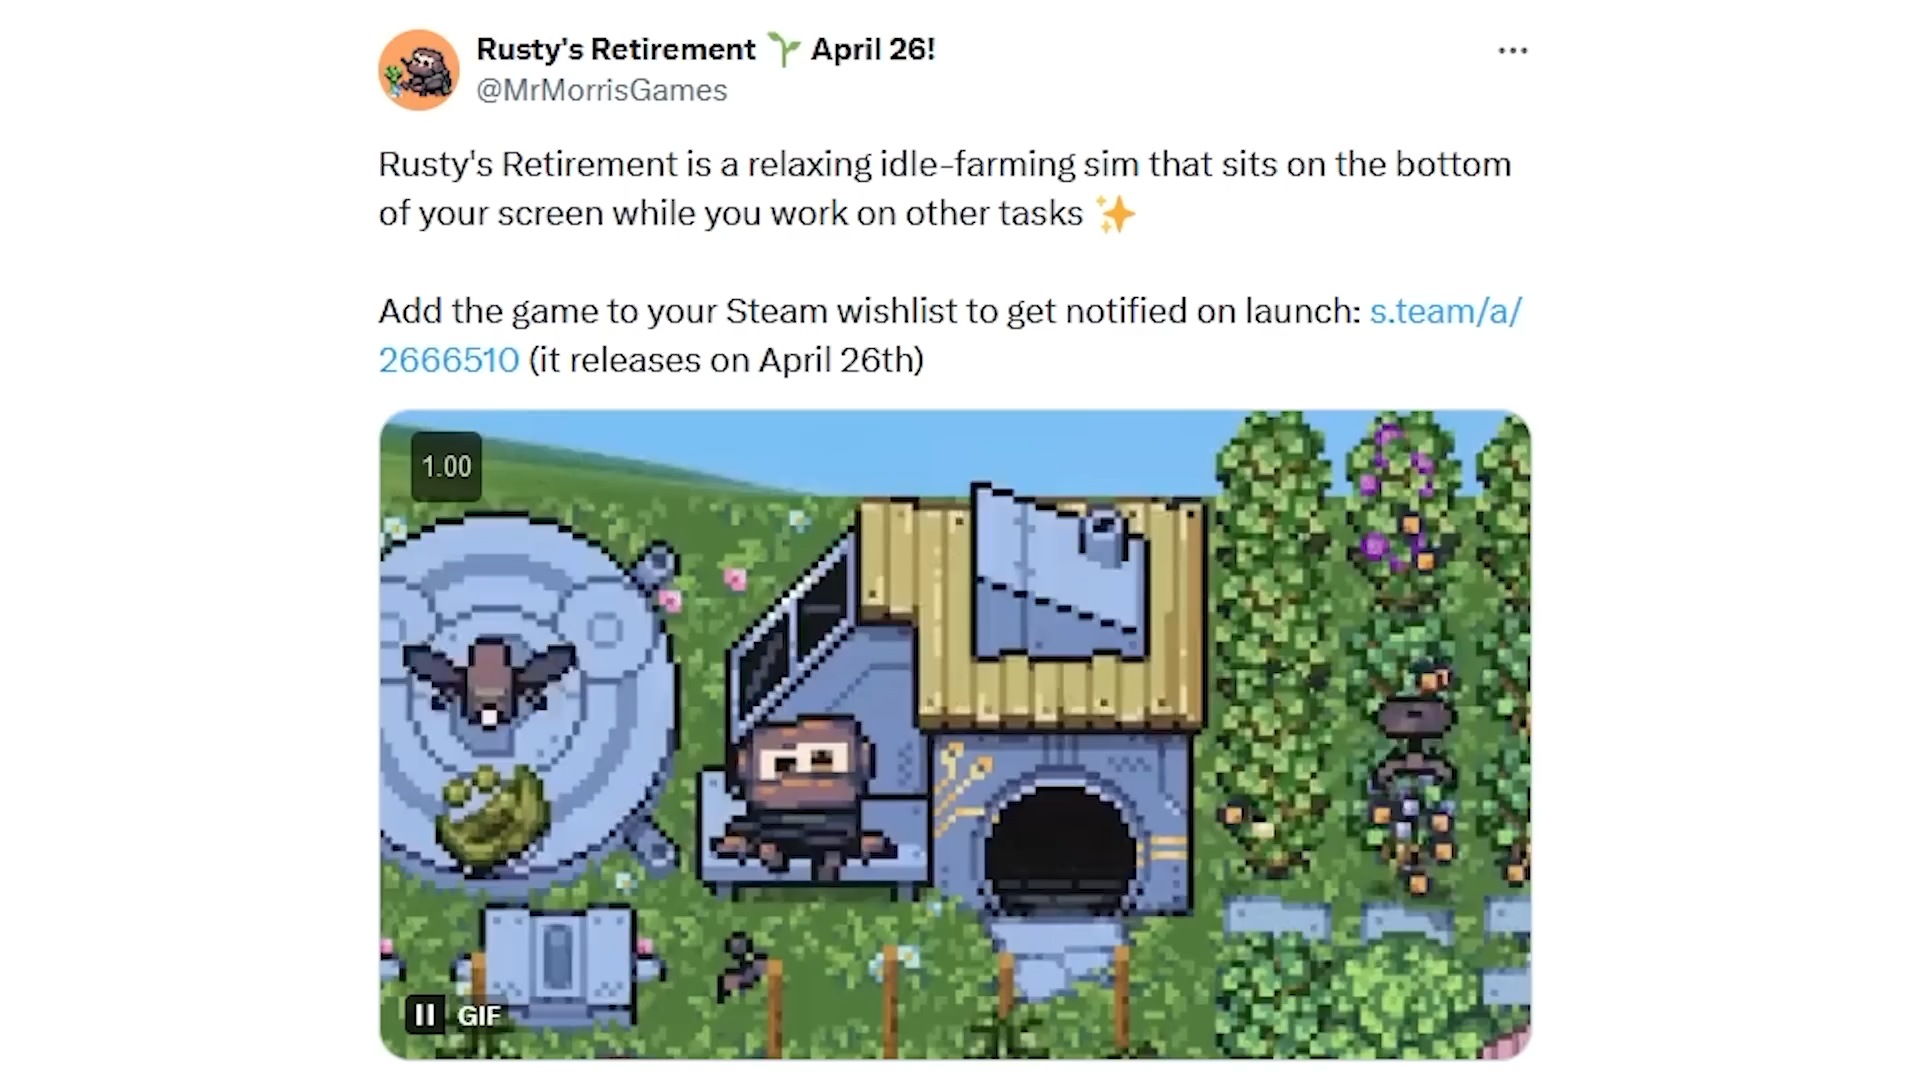 Rusty's Retirement 🌱 April 26!
@MrMorrisGames
Rusty's Retirement is a relaxing idle-farming sim that sits on the bottom
of your screen while you work on other tasks ✨
Add the game to your Steam wishlist to get notified on launch: s.team/a/
2666510 (it releases on April 26th)
1.00
GIF